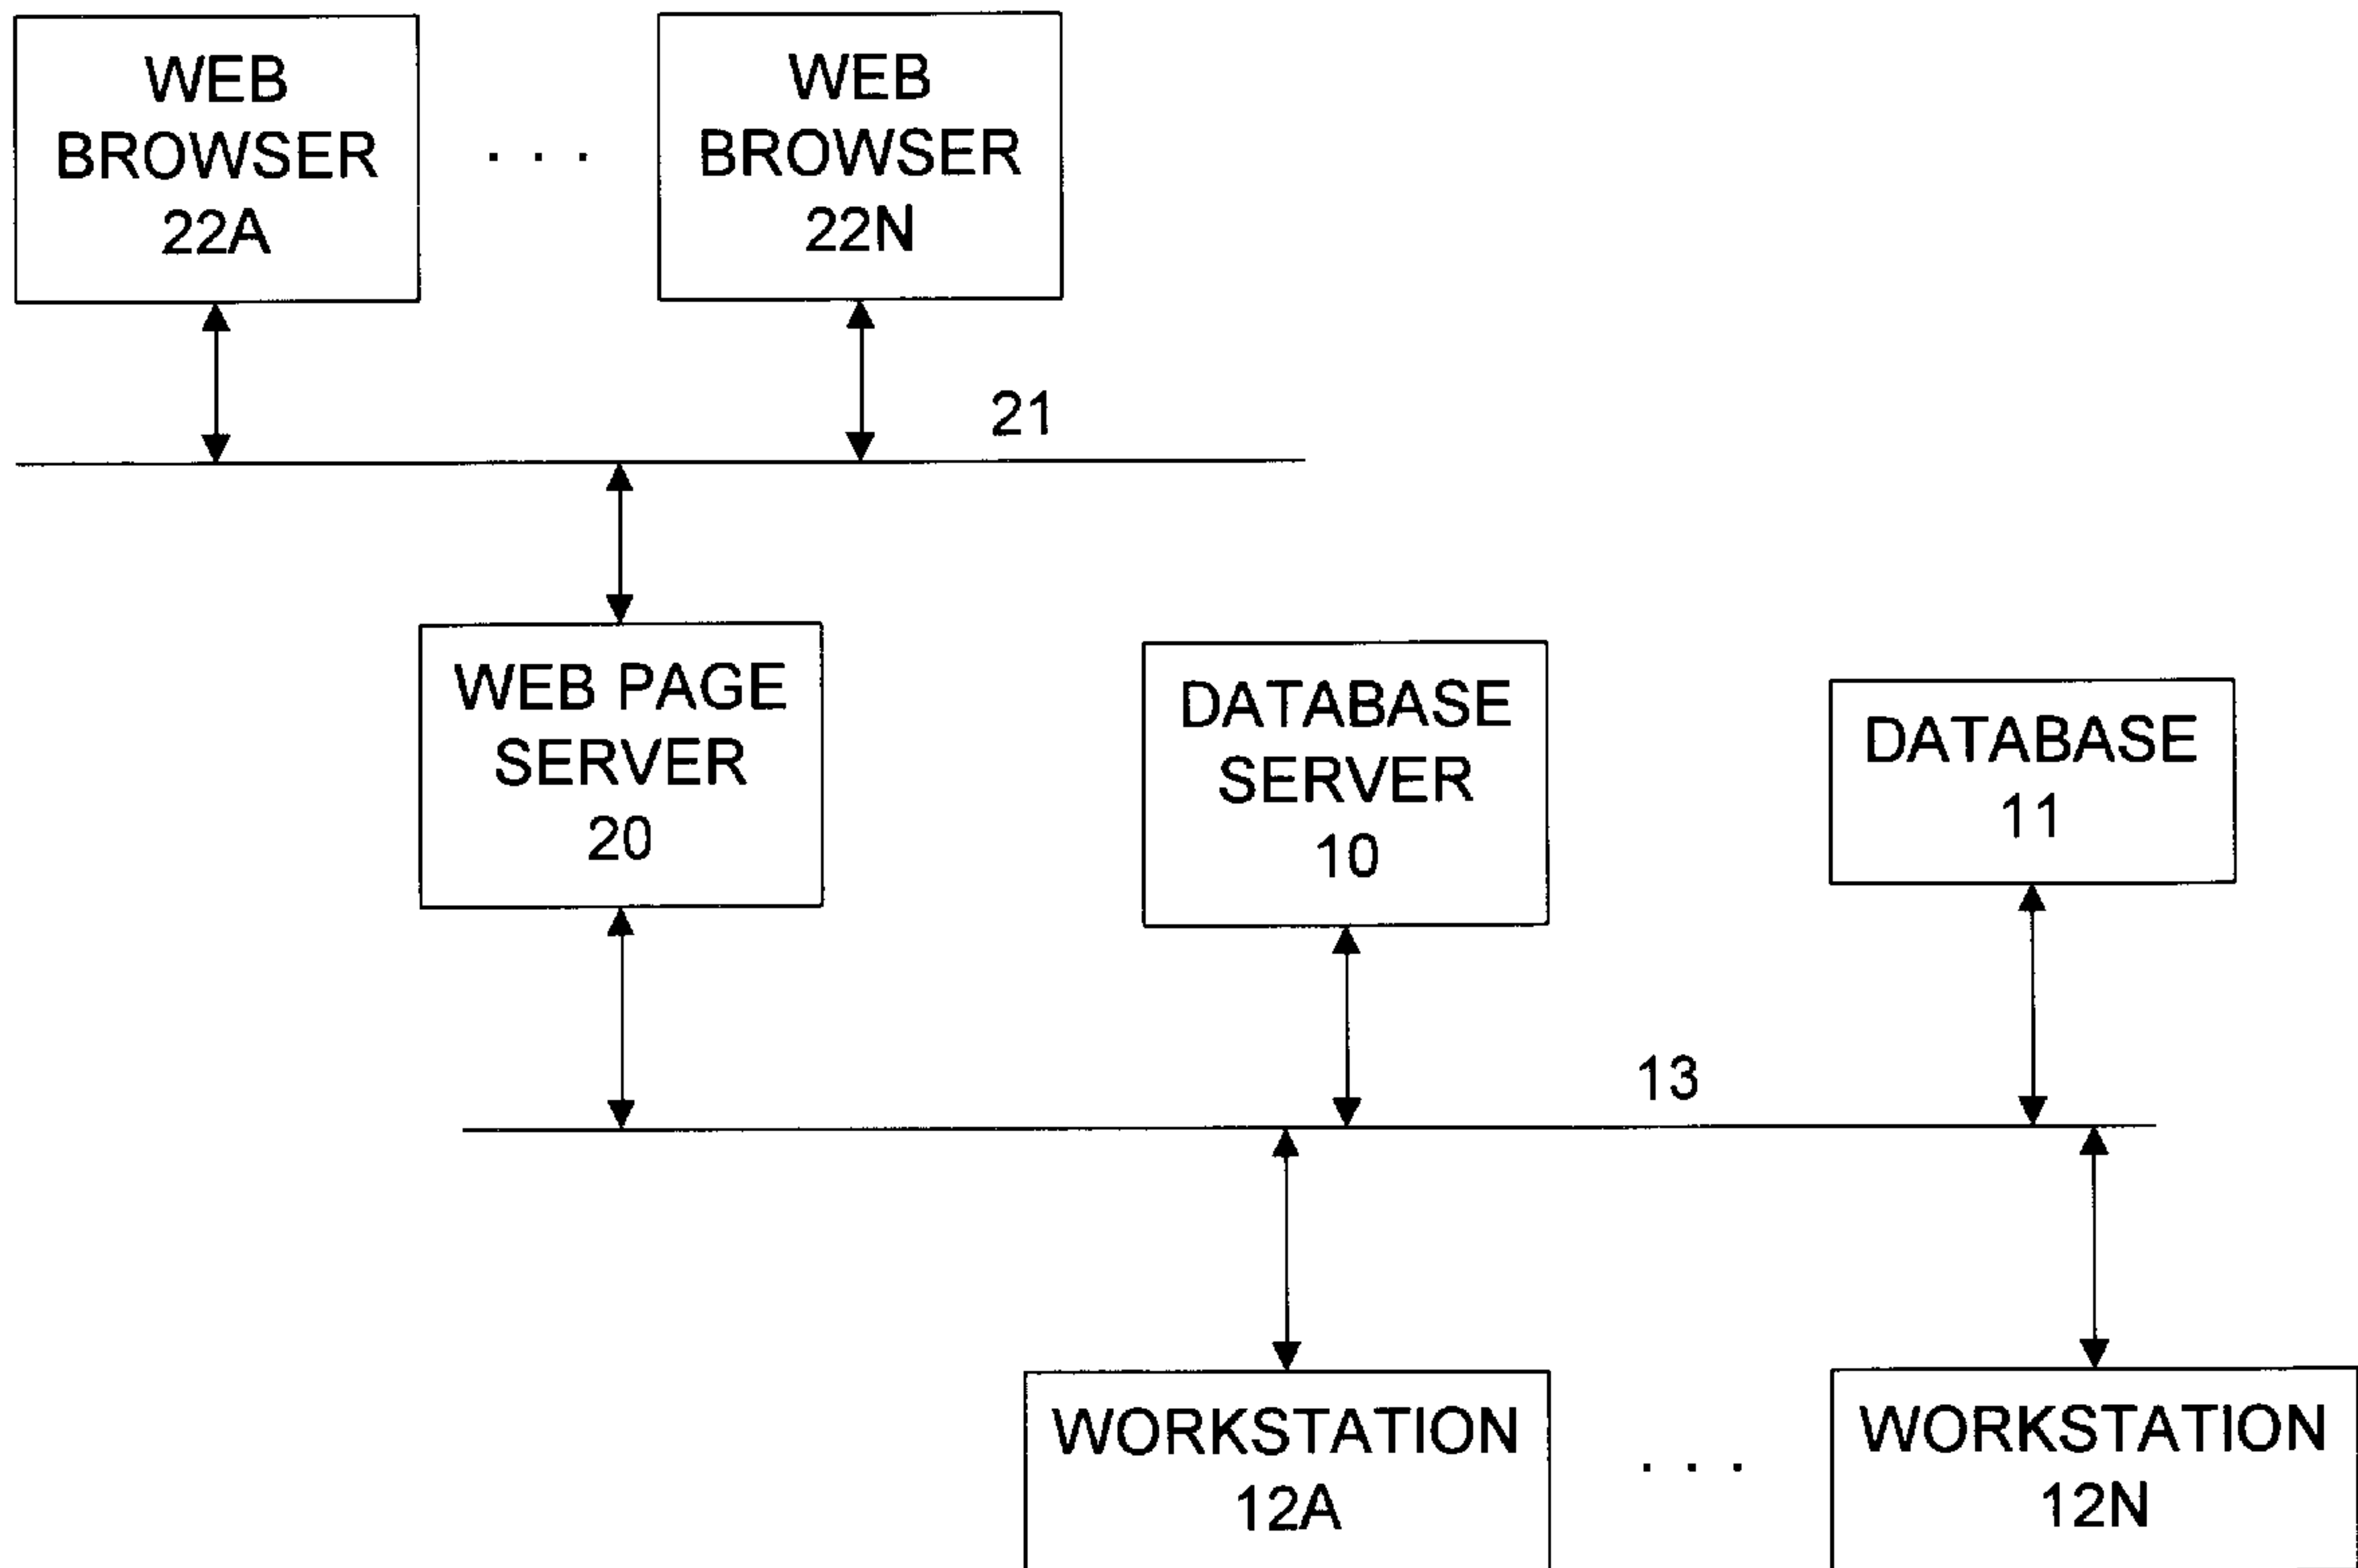 WEB
BROWSER
22A
. . .
WEB
BROWSER
22N
21
WEB PAGE
SERVER
20
DATABASE
SERVER
10
DATABASE
11
13
WORKSTATION
12A
. . .
WORKSTATION
12N